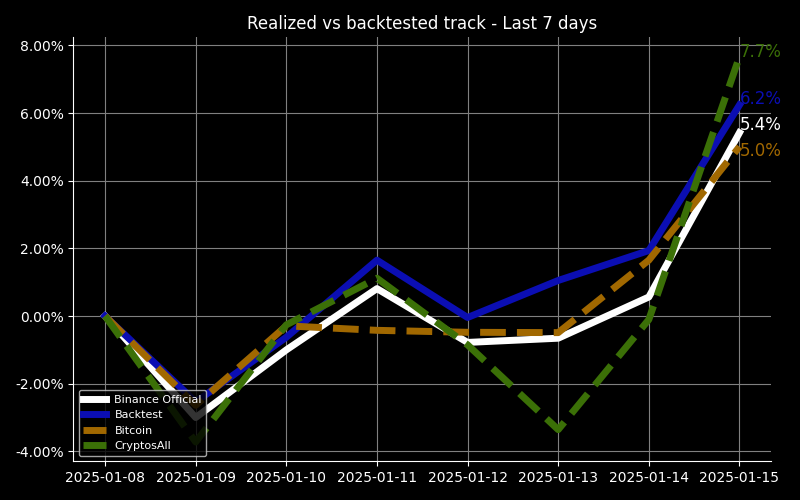 Realized vs backtested track - Last 7 days
8.00%
6.00%
4.00%
2.00%
0.00%
-2.00%
-4.00%
7.7%
6.2%
5.4%
5.0%
Binance Official
Backtest
Bitcoin
CryptosAll
2025-01-08 2025-01-09 2025-01-10 2025-01-11 2025-01-12 2025-01-13 2025-01-14 2025-01-15